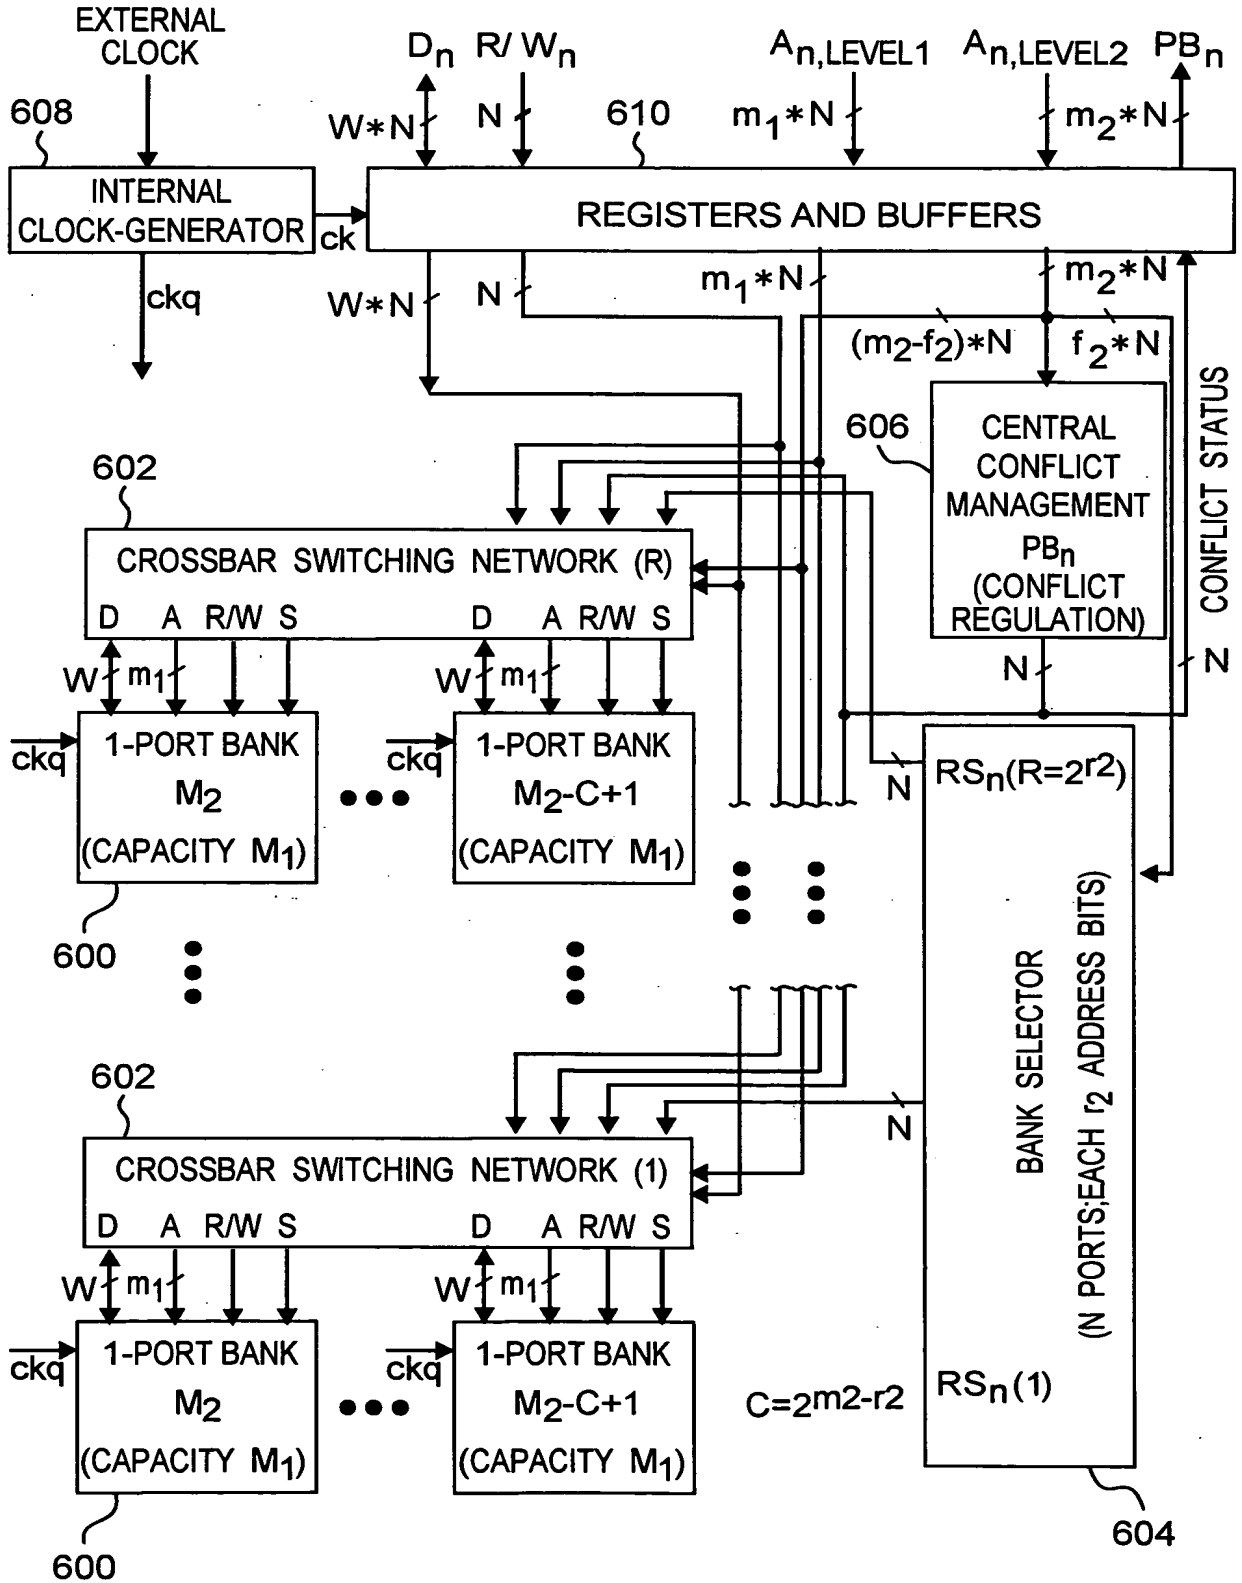 EXTERNAL
CLOCK
Dn
R/ Wn
An,LEVEL1
An,LEVEL2
PBn
608
W*N
N
610
m1*N
m2*N
INTERNAL
CLOCK-GENERATOR
ck
REGISTERS AND BUFFERS
ckq
W*N
N
m1*N
m2*N
(m2-f2)*N
f2*N
CONFLICT STATUS
606
CENTRAL
CONFLICT
MANAGEMENT
PBn
(CONFLICT
REGULATION)
602
CROSSBAR SWITCHING NETWORK (R)
D A R/W S
D A R/W S
W m1
W m1
N
N
ckq
1-PORT BANK
M2
(CAPACITY M1)
ckq
1-PORT BANK
M2-C+1
(CAPACITY M1)
N
RSn(R=2r2)
600
BANK SELECTOR
(N PORTS;EACH r2 ADDRESS BITS)
602
N
CROSSBAR SWITCHING NETWORK (1)
D A R/W S
D A R/W S
W m1
W m1
ckq
1-PORT BANK
M2
(CAPACITY M1)
ckq
1-PORT BANK
M2-C+1
(CAPACITY M1)
C=2m2-r2
RSn(1)
600
604